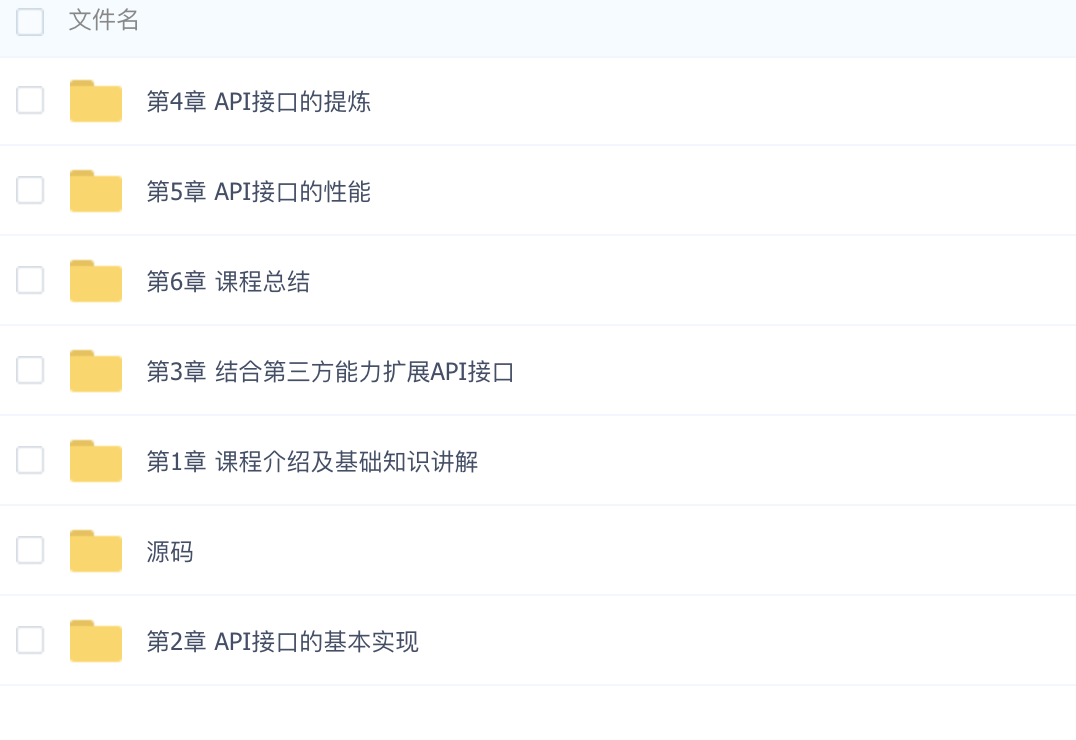 文件名
第4章 API接口的提炼
第5章 API接口的性能
第6章 课程总结
第3章 结合第三方能力扩展API接口
第1章 课程介绍及基础知识讲解
源码
第2章 API接口的基本实现